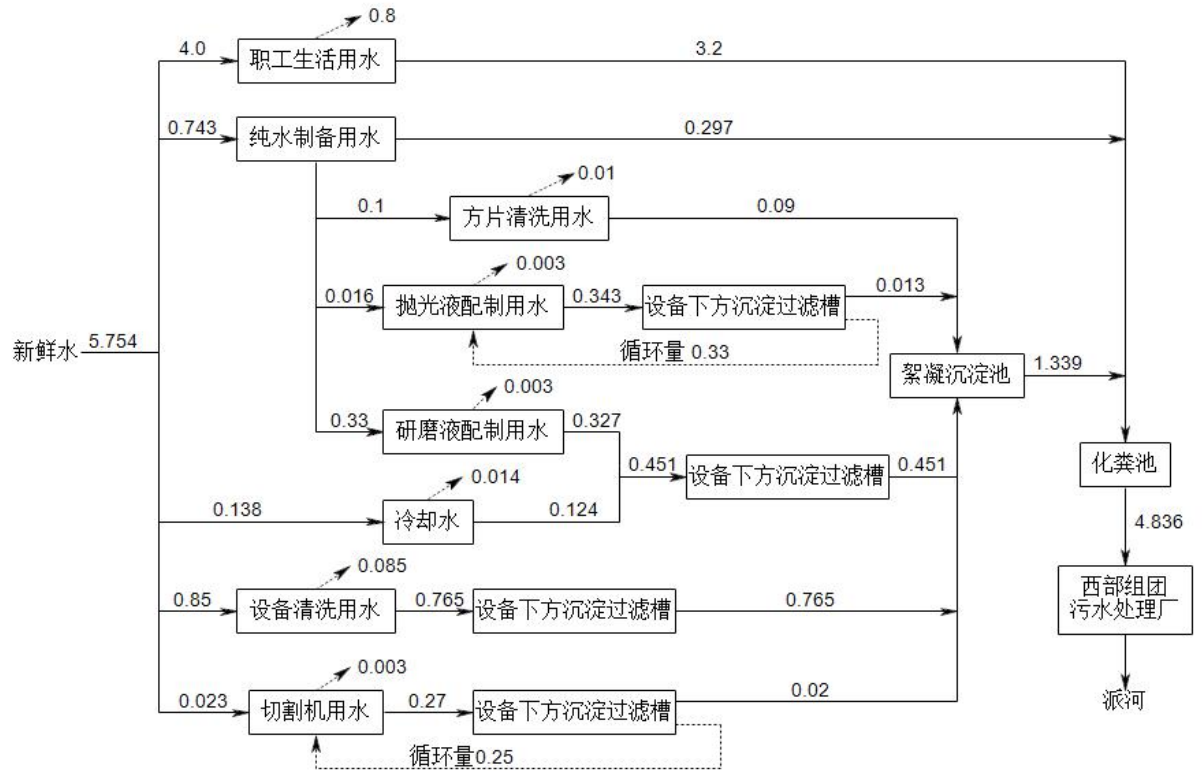 0.8
4.0
职工生活用水
3.2
0.743
纯水制备用水
0.297
0.01
0.1
方片清洗用水
0.09
0.003
0.016
抛光液配制用水
0.343
设备下方沉淀过滤槽
0.013
循环量 0.33
新鲜水
5.754
絮凝沉淀池
1.339
0.003
0.33
研磨液配制用水
0.327
0.451
设备下方沉淀过滤槽
0.451
化粪池
0.014
0.138
冷却水
0.124
4.836
0.085
0.85
设备清洗用水
0.765
设备下方沉淀过滤槽
0.765
西部组团
污水处理厂
0.003
0.023
切割机用水
0.27
设备下方沉淀过滤槽
0.02
派河
循环量0.25